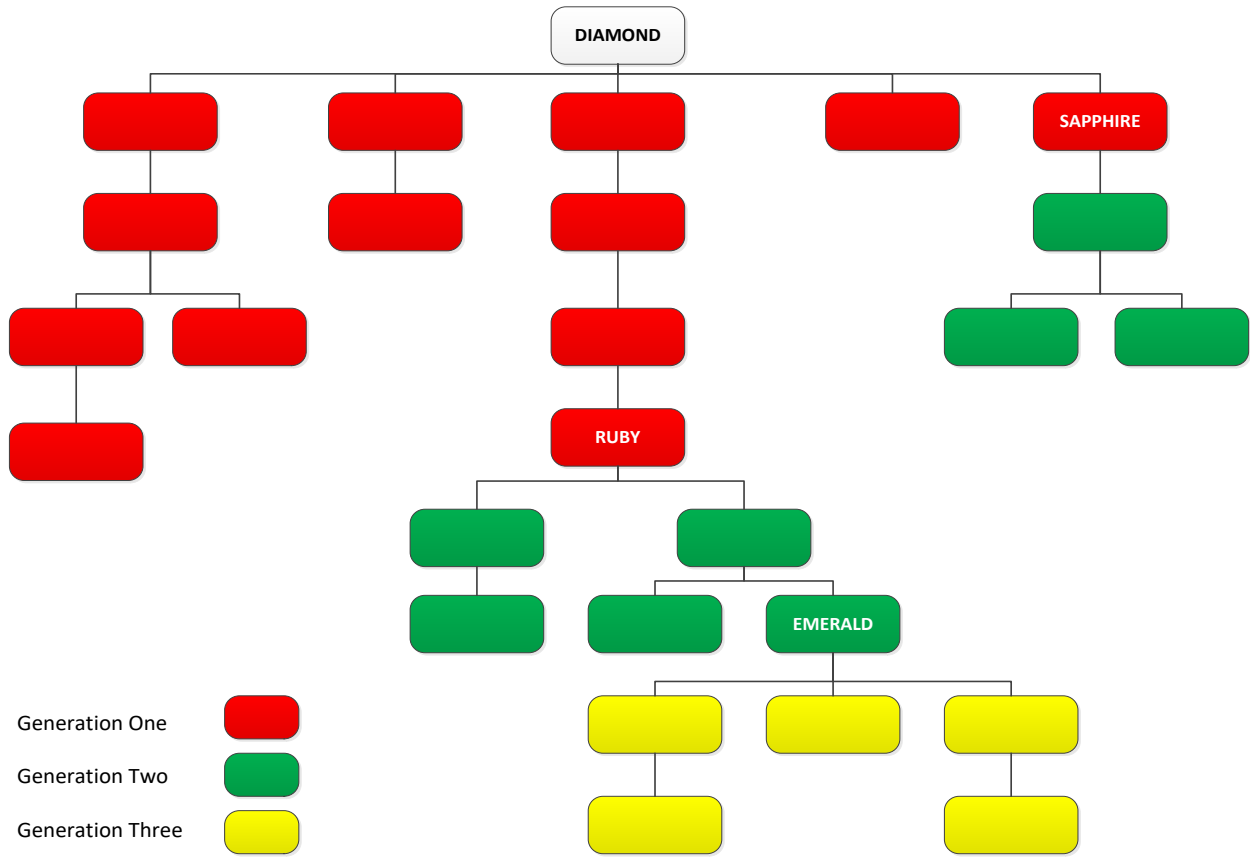 DIAMOND
SAPPHIRE
RUBY
EMERALD
Generation One
Generation Two
Generation Three